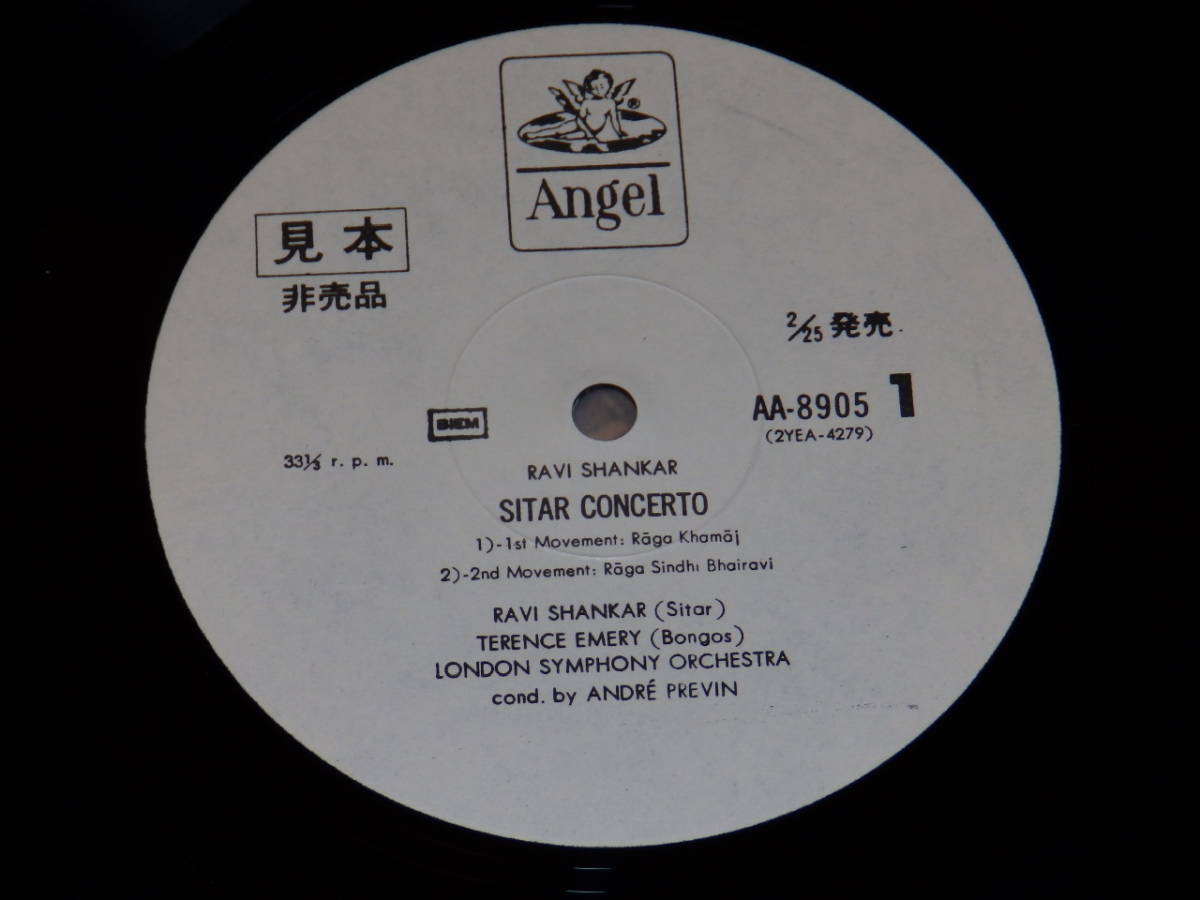 ®
Angel
見本
非売品
2/25 発売.
AA-8905 1
(2YEA-4279)
BIEM
33⅓ r. p. m.
RAVI SHANKAR
SITAR CONCERTO
1)-1st Movement: Rāga Khamāj
2)-2nd Movement: Rāga Sindhi Bhairavi
RAVI SHANKAR (Sitar)
TERENCE EMERY (Bongos)
LONDON SYMPHONY ORCHESTRA
cond. by ANDRÉ PREVIN